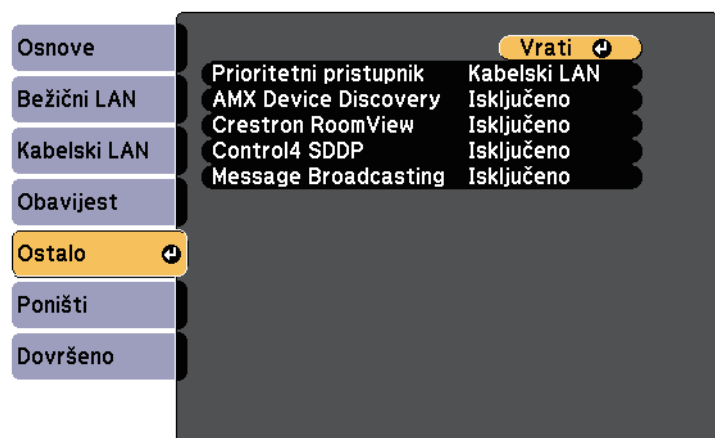 Osnove
Bežični LAN
Kabelski LAN
Obavijest
Ostalo
Poništi
Dovršeno
Vrati
Prioritetni pristupnik Kabelski LAN
AMX Device Discovery Isključeno
Crestron RoomView Isključeno
Control4 SDDP Isključeno
Message Broadcasting Isključeno